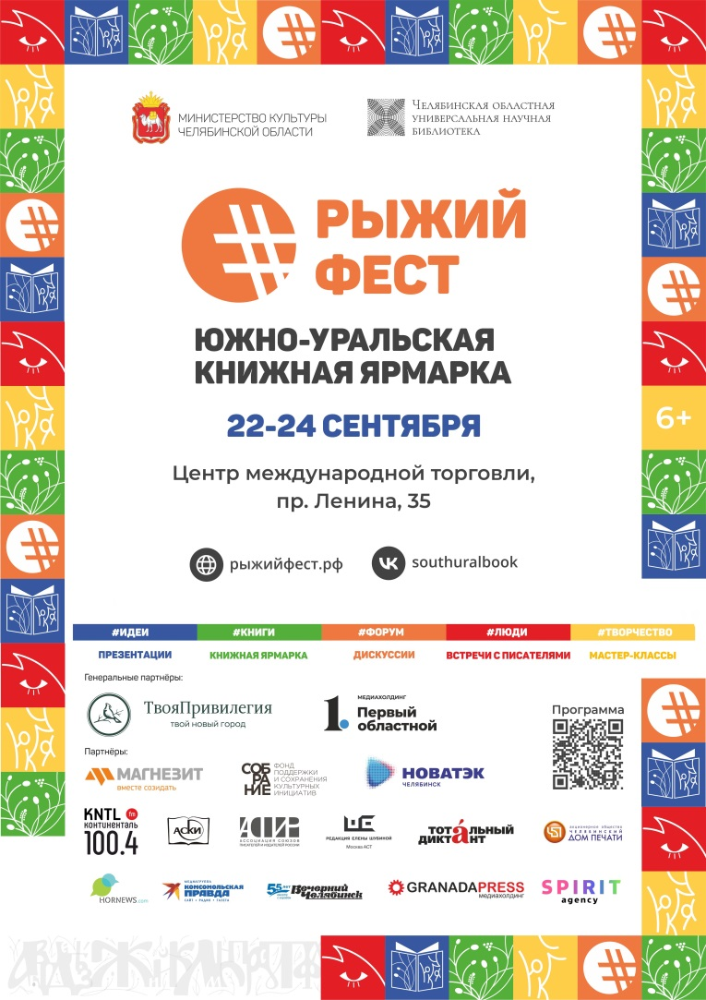 МИНИСТЕРСТВО КУЛЬТУРЫ
ЧЕЛЯБИНСКОЙ ОБЛАСТИ
ЧЕЛЯБИНСКАЯ ОБЛАСТНАЯ
УНИВЕРСАЛЬНАЯ НАУЧНАЯ
БИБЛИОТЕКА
РЫЖИЙ
ФЕСТ
ЮЖНО-УРАЛЬСКАЯ
КНИЖНАЯ ЯРМАРКА
22-24 СЕНТЯБРЯ
6+
Центр международной торговли,
пр. Ленина, 35
рыжийфест.рф
southuralbook
#ИДЕИ #КНИГИ #ФОРУМ #ЛЮДИ #ТВОРЧЕСТВО
ПРЕЗЕНТАЦИИ КНИЖНАЯ ЯРМАРКА ДИСКУССИИ ВСТРЕЧИ С ПИСАТЕЛЯМИ МАСТЕР-КЛАССЫ
Генеральные партнёры:
ТвояПривилегия
ТВОЙ НОВЫЙ ГОРОД
МЕДИАХОЛДИНГ
1. Первый
областной
Программа
Партнёры:
МАГНЕЗИТ
вместе созидать
СОБРАНИЕ
ФОНД
ПОДДЕРЖКИ
И СОХРАНЕНИЯ
КУЛЬТУРНЫХ
ИНИЦИАТИВ
НОВАТЭК
ЧЕЛЯБИНСК
KNTL fm
КОНТИНЕНТАЛЬ
100.4
АСКИ
АСПИР
АССОЦИАЦИЯ СОЮЗОВ
ПИСАТЕЛЕЙ И ИЗДАТЕЛЕЙ РОССИИ
РЕДАКЦИЯ ЕЛЕНЫ ШУБИНОЙ
Москва АСТ
тотальный
диктант
АКЦИОНЕРНОЕ ОБЩЕСТВО
ЧЕЛЯБИНСКИЙ
ДОМ ПЕЧАТИ
HORNEWS.com
МЕДИАГРУППА
КОМСОМОЛЬСКАЯ
ПРАВДА
САЙТ • РАДИО • ГАЗЕТА
55 лет
Вечерний
Челябинск
GRANADAPRESS
медиахолдинг
SPIRIT
agency